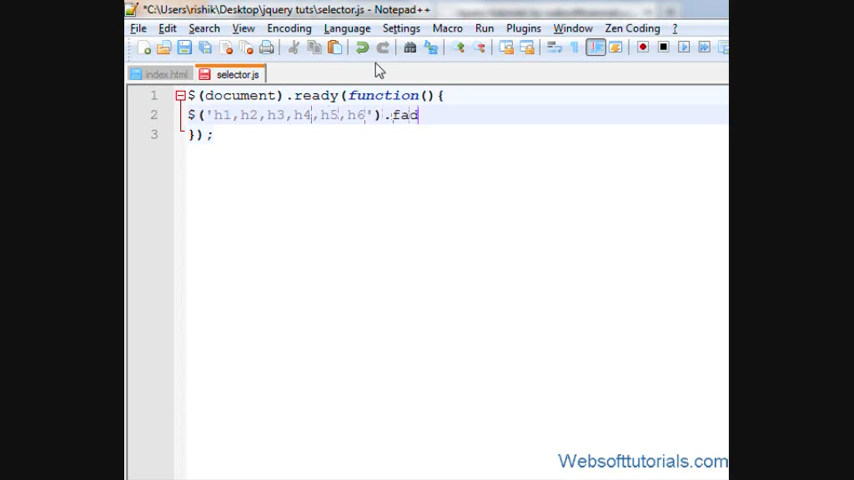 *C:\Users\rishik\Desktop\jquery tuts\selector.js - Notepad++
File Edit Search View Encoding Language Settings Macro Run Plugins Window Zen Coding ?
index.html selector.js
1 $(document).ready(function(){
2 $('h1,h2,h3,h4,h5,h6').fad
3 });
Websofttutorials.com